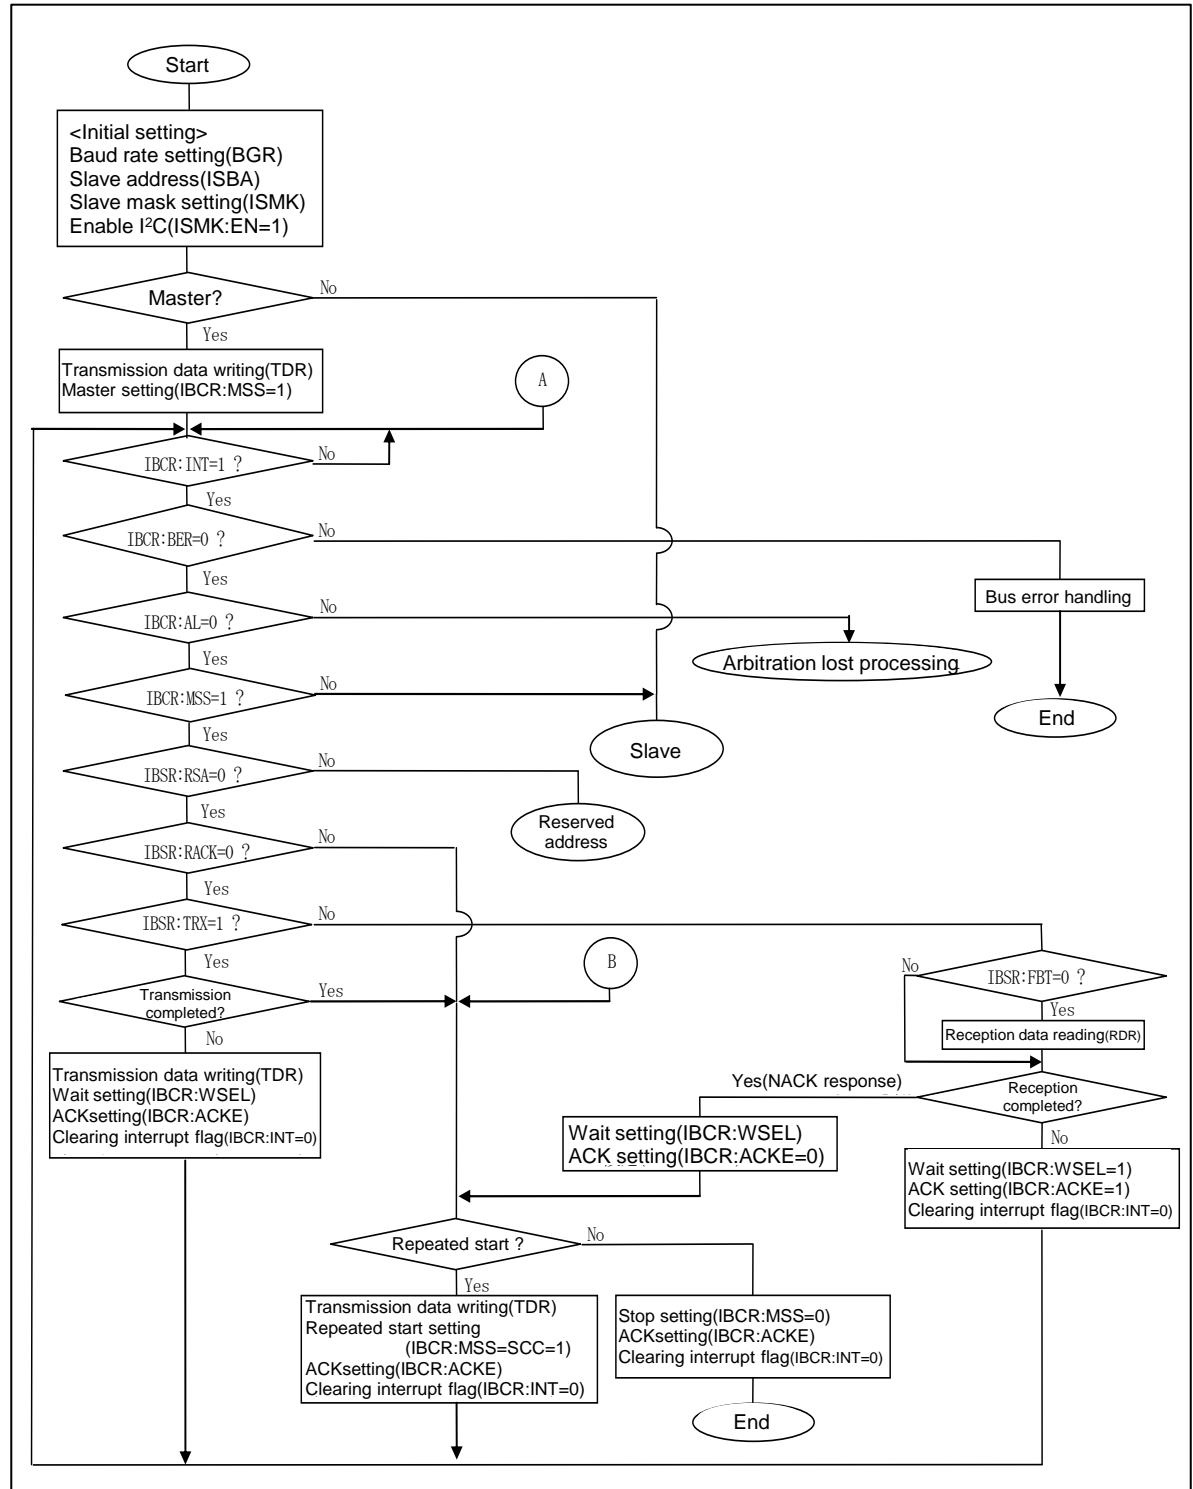 Start
<Initial setting>
Baud rate setting(BGR)
Slave address(ISBA)
Slave mask setting(ISMK)
Enable I²C(ISMK:EN=1)
Master?
No
Yes
Transmission data writing(TDR)
Master setting(IBCR:MSS=1)
A
IBCR:INT=1 ?
No
Yes
IBCR:BER=0 ?
No
Yes
Bus error handling
IBCR:AL=0 ?
No
Yes
Arbitration lost processing
IBCR:MSS=1 ?
No
Yes
End
Slave
IBSR:RSA=0 ?
No
Yes
Reserved
address
IBSR:RACK=0 ?
No
Yes
IBSR:TRX=1 ?
No
Yes
B
No
IBSR:FBT=0 ?
Yes
Transmission
completed?
Yes
No
Reception data reading(RDR)
Transmission data writing(TDR)
Wait setting(IBCR:WSEL)
ACKsetting(IBCR:ACKE)
Clearing interrupt flag(IBCR:INT=0)
Yes(NACK response)
Reception
completed?
No
Wait setting(IBCR:WSEL)
ACK setting(IBCR:ACKE=0)
Wait setting(IBCR:WSEL=1)
ACK setting(IBCR:ACKE=1)
Clearing interrupt flag(IBCR:INT=0)
Repeated start ?
No
Yes
Transmission data writing(TDR)
Repeated start setting
(IBCR:MSS=SCC=1)
ACKsetting(IBCR:ACKE)
Clearing interrupt flag(IBCR:INT=0)
Stop setting(IBCR:MSS=0)
ACKsetting(IBCR:ACKE)
Clearing interrupt flag(IBCR:INT=0)
End